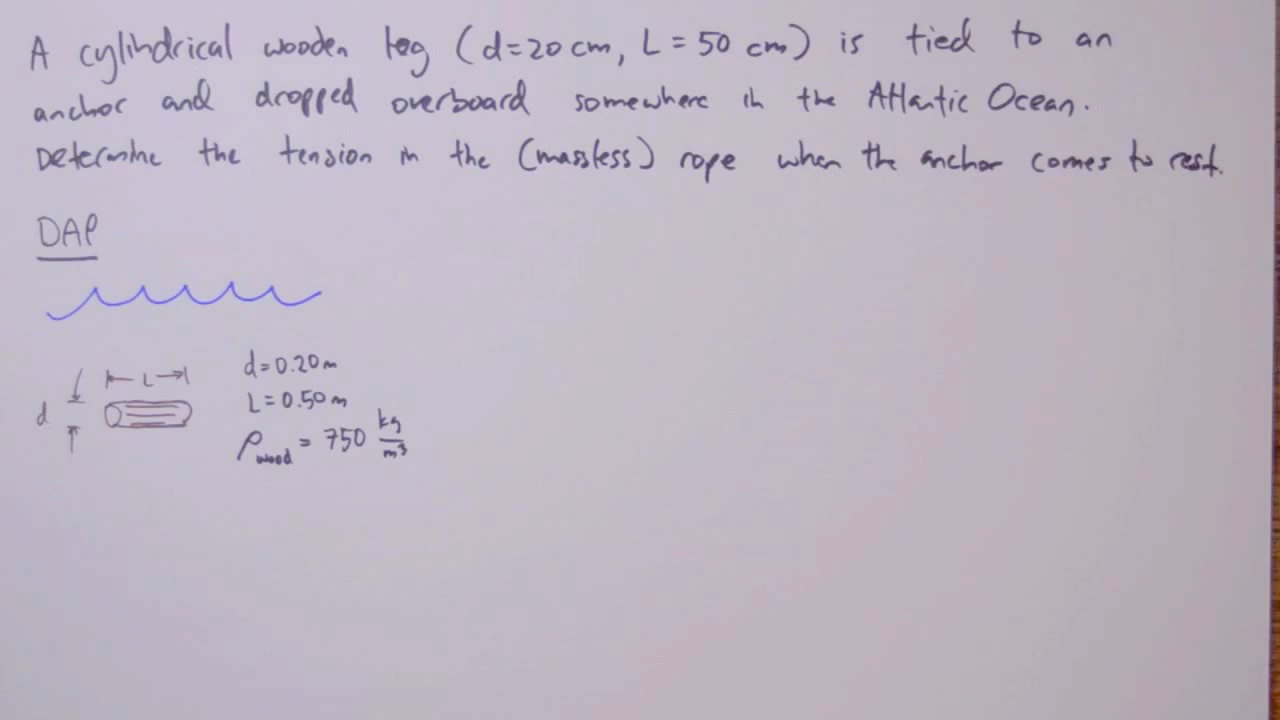 A cylindrical wooden log (d=20 cm, L = 50 cm) is tied to an
anchor and dropped overboard somewhere in the Atlantic Ocean.
Determine the tension in the (massless) rope when the anchor comes to rest.
DAP
L
d
d=0.20m
L=0.50m
ρwood = 750 kg/m³